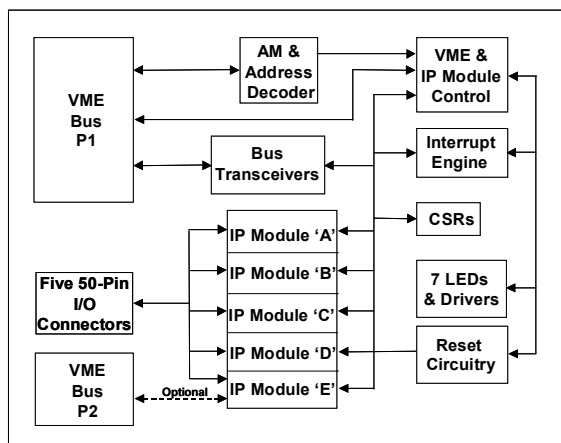 VME
Bus
P1
AM &
Address
Decoder
VME &
IP Module
Control
Bus
Transceivers
Interrupt
Engine
CSRs
IP Module ‘A’
IP Module ‘B’
IP Module ‘C’
IP Module ‘D’
IP Module ‘E’
Five 50-Pin
I/O
Connectors
7 LEDs
& Drivers
Reset
Circuitry
VME
Bus
P2
Optional